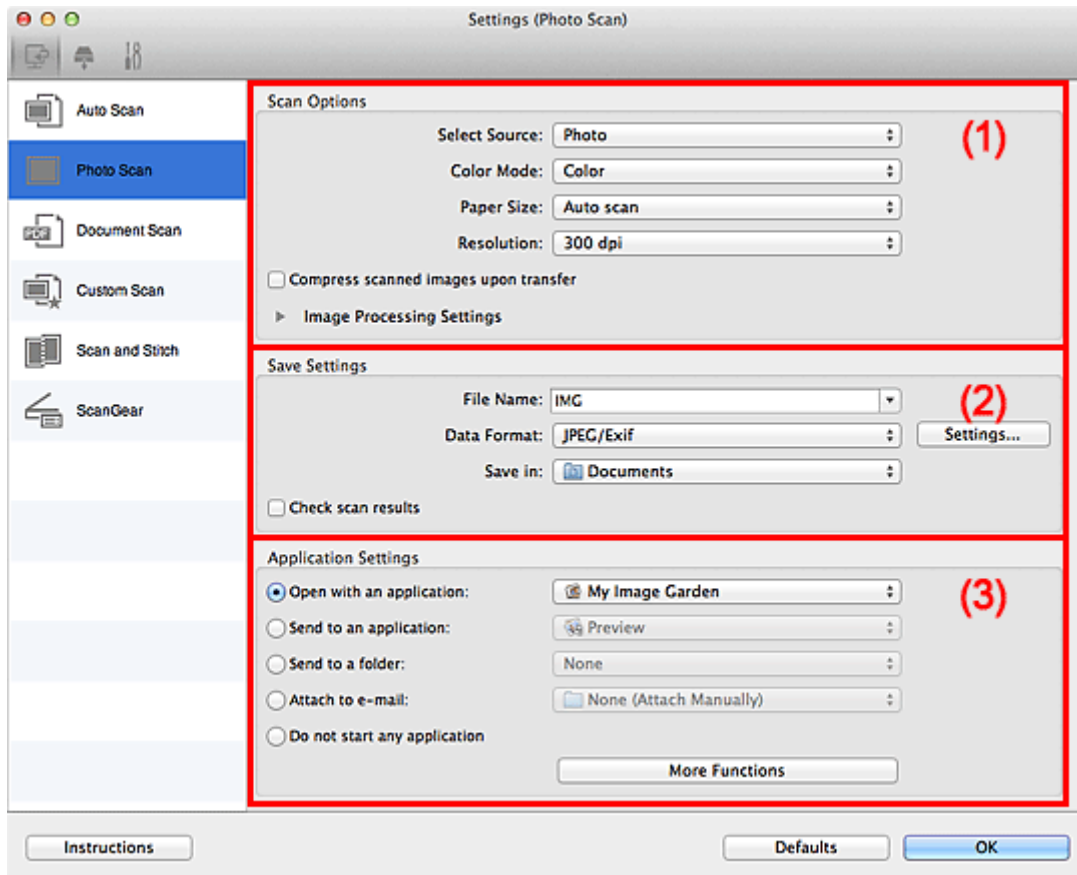 Settings (Photo Scan)
Auto Scan
Photo Scan
Document Scan
Custom Scan
Scan and Stitch
ScanGear
Scan Options
(1)
Select Source: Photo
Color Mode: Color
Paper Size: Auto scan
Resolution: 300 dpi
Compress scanned images upon transfer
Image Processing Settings
Save Settings
(2)
File Name: IMG
Data Format: JPEG/Exif Settings...
Save in: Documents
Check scan results
Application Settings
(3)
Open with an application: My Image Garden
Send to an application: Preview
Send to a folder: None
Attach to e-mail: None (Attach Manually)
Do not start any application
More Functions
Instructions Defaults OK